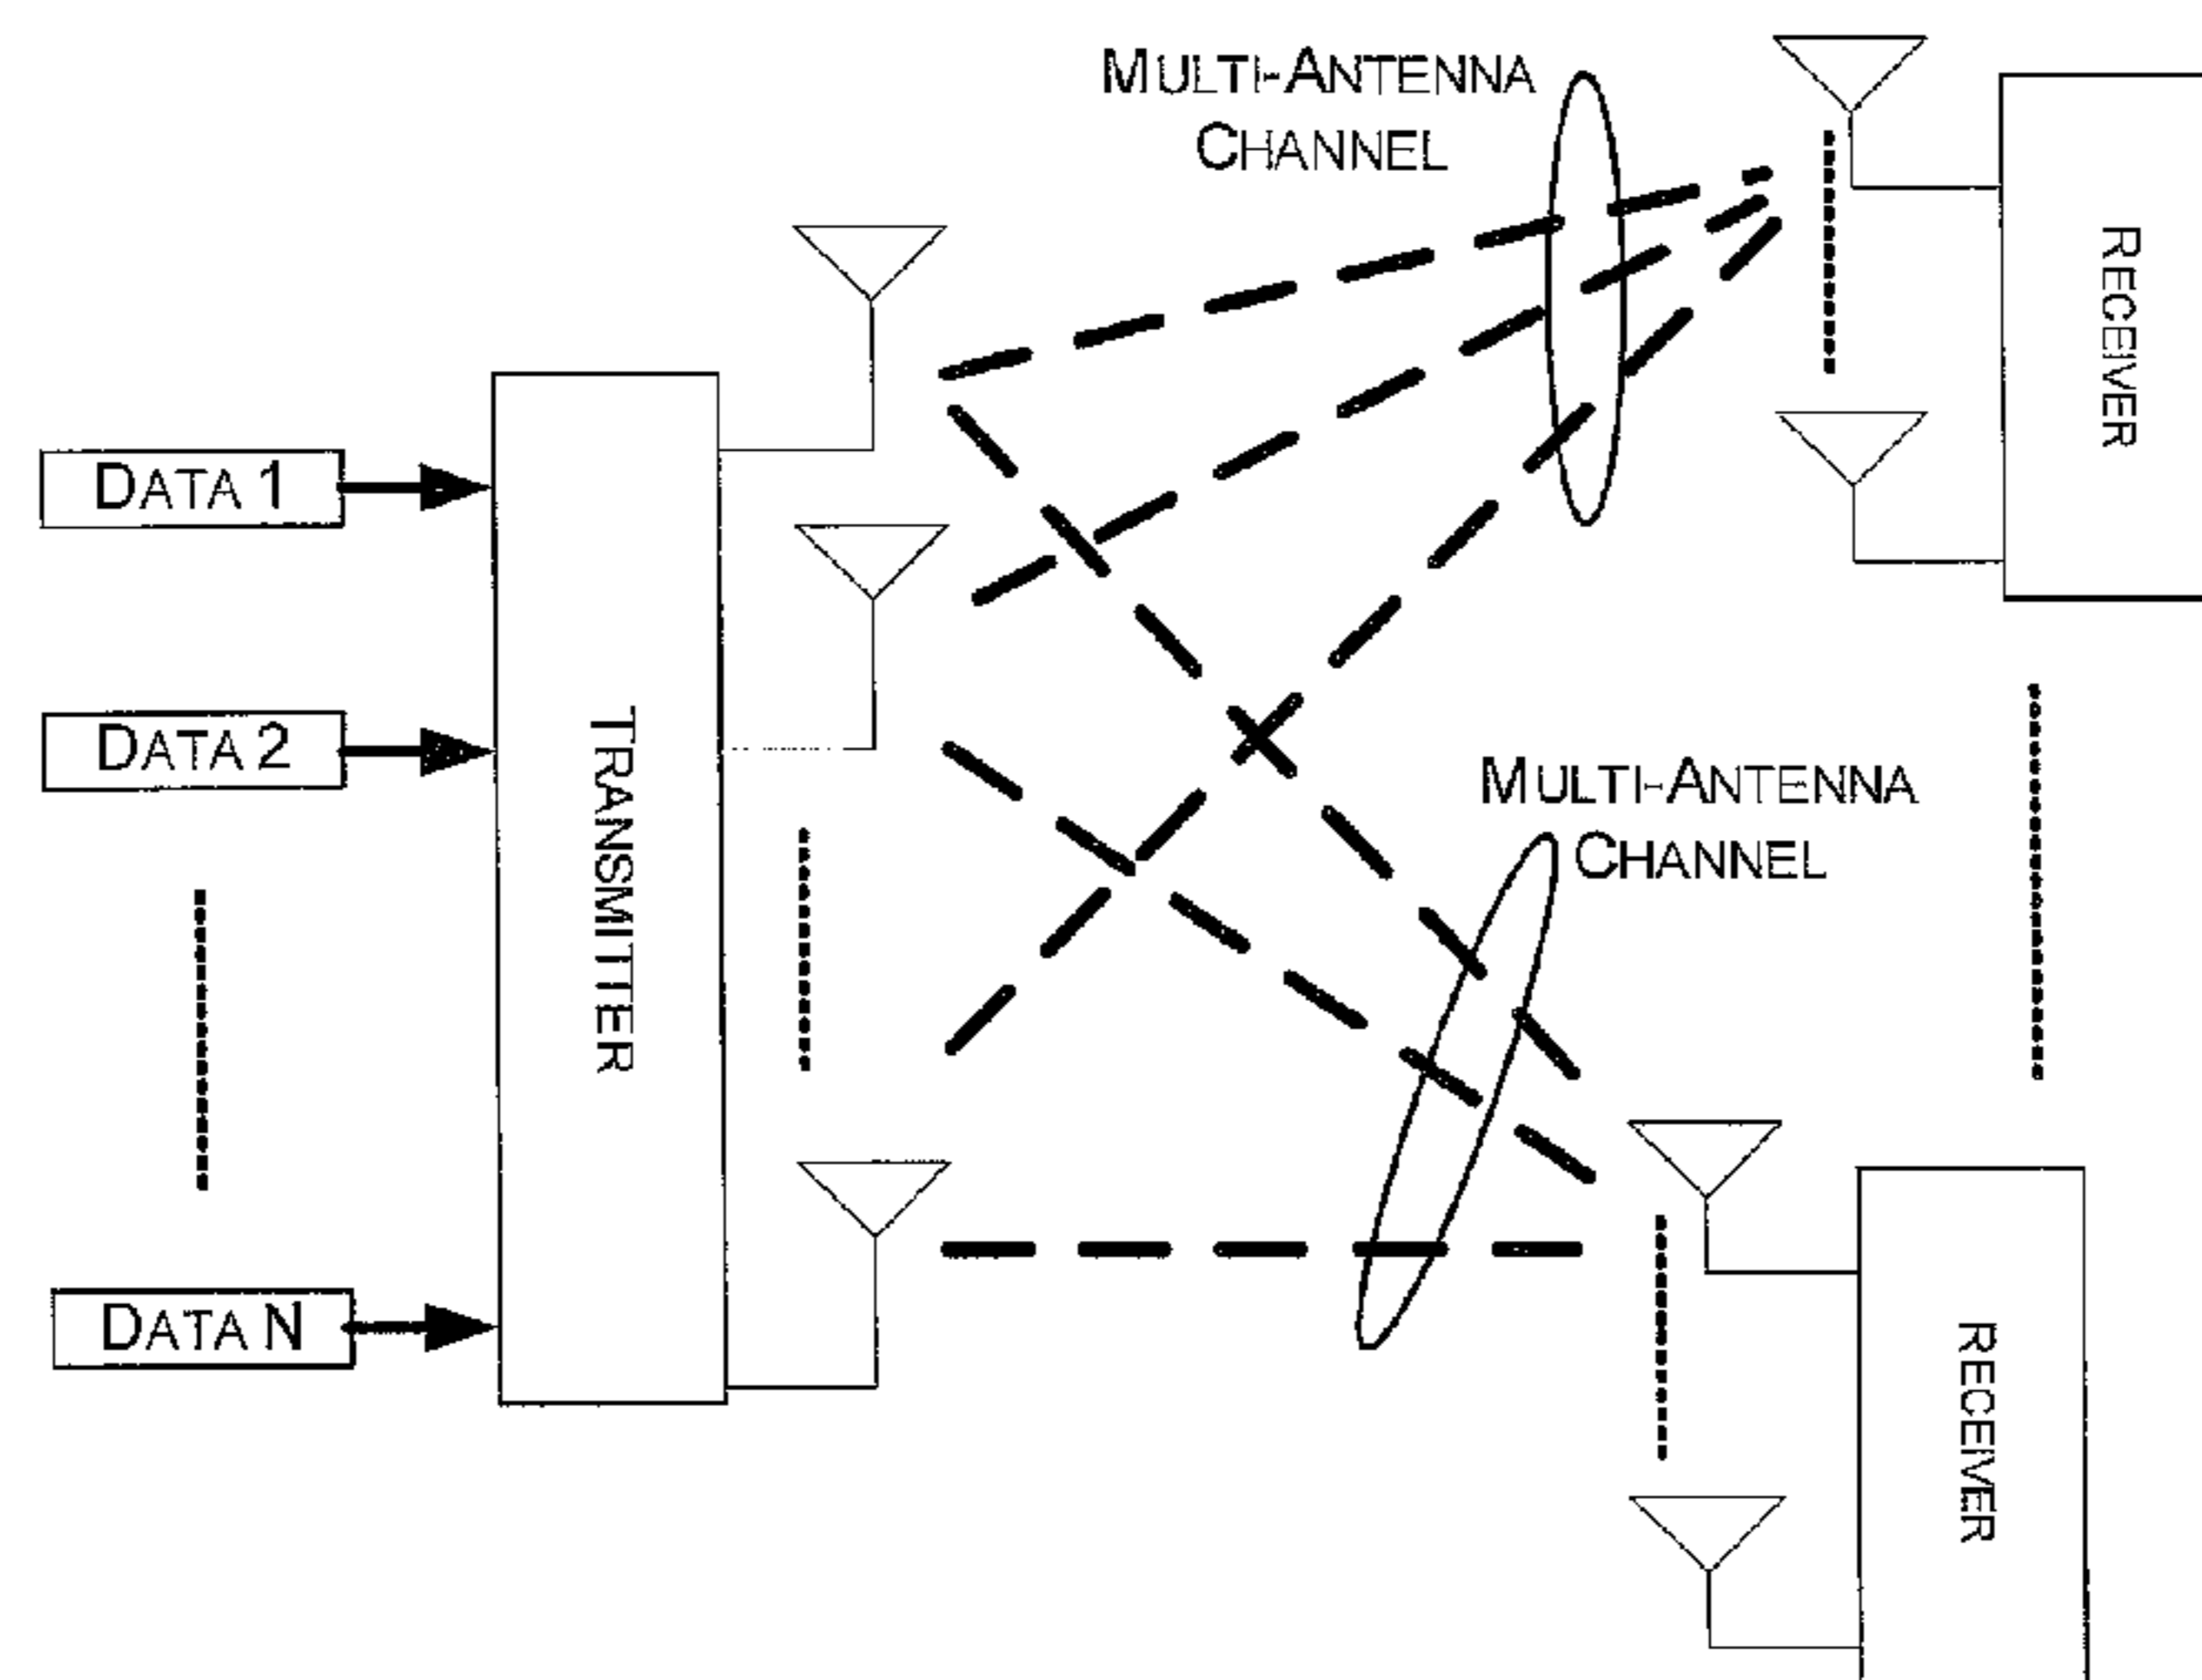 MULTI-ANTENNA
CHANNEL
RECEIVER
DATA 1
DATA 2
TRANSMITTER
MULTI-ANTENNA
CHANNEL
DATA N
RECEIVER